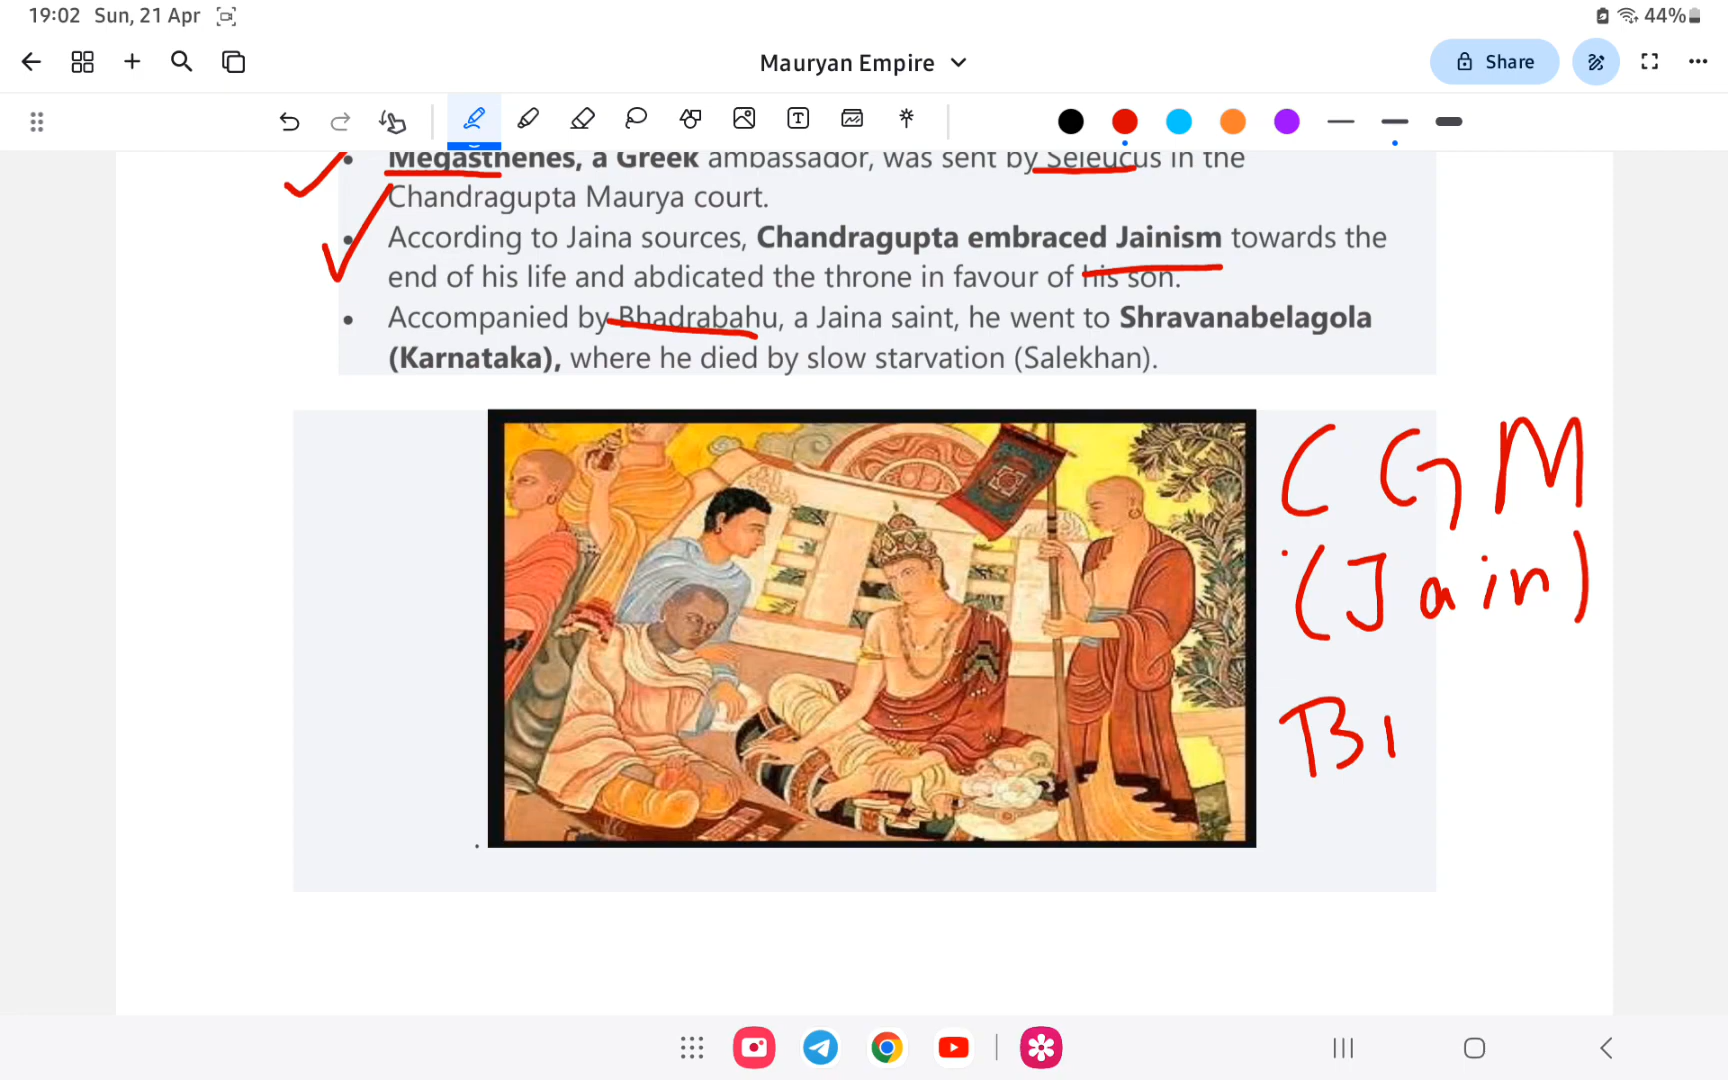 19:02 Sun, 21 Apr
44%
Mauryan Empire
Share
Megasthenes, a Greek ambassador, was sent by Seleucus in the
Chandragupta Maurya court.
According to Jaina sources, Chandragupta embraced Jainism towards the
end of his life and abdicated the throne in favour of his son.
Accompanied by Bhadrabahu, a Jaina saint, he went to Shravanabelagola
(Karnataka), where he died by slow starvation (Salekhan).
CGM
(Jain)